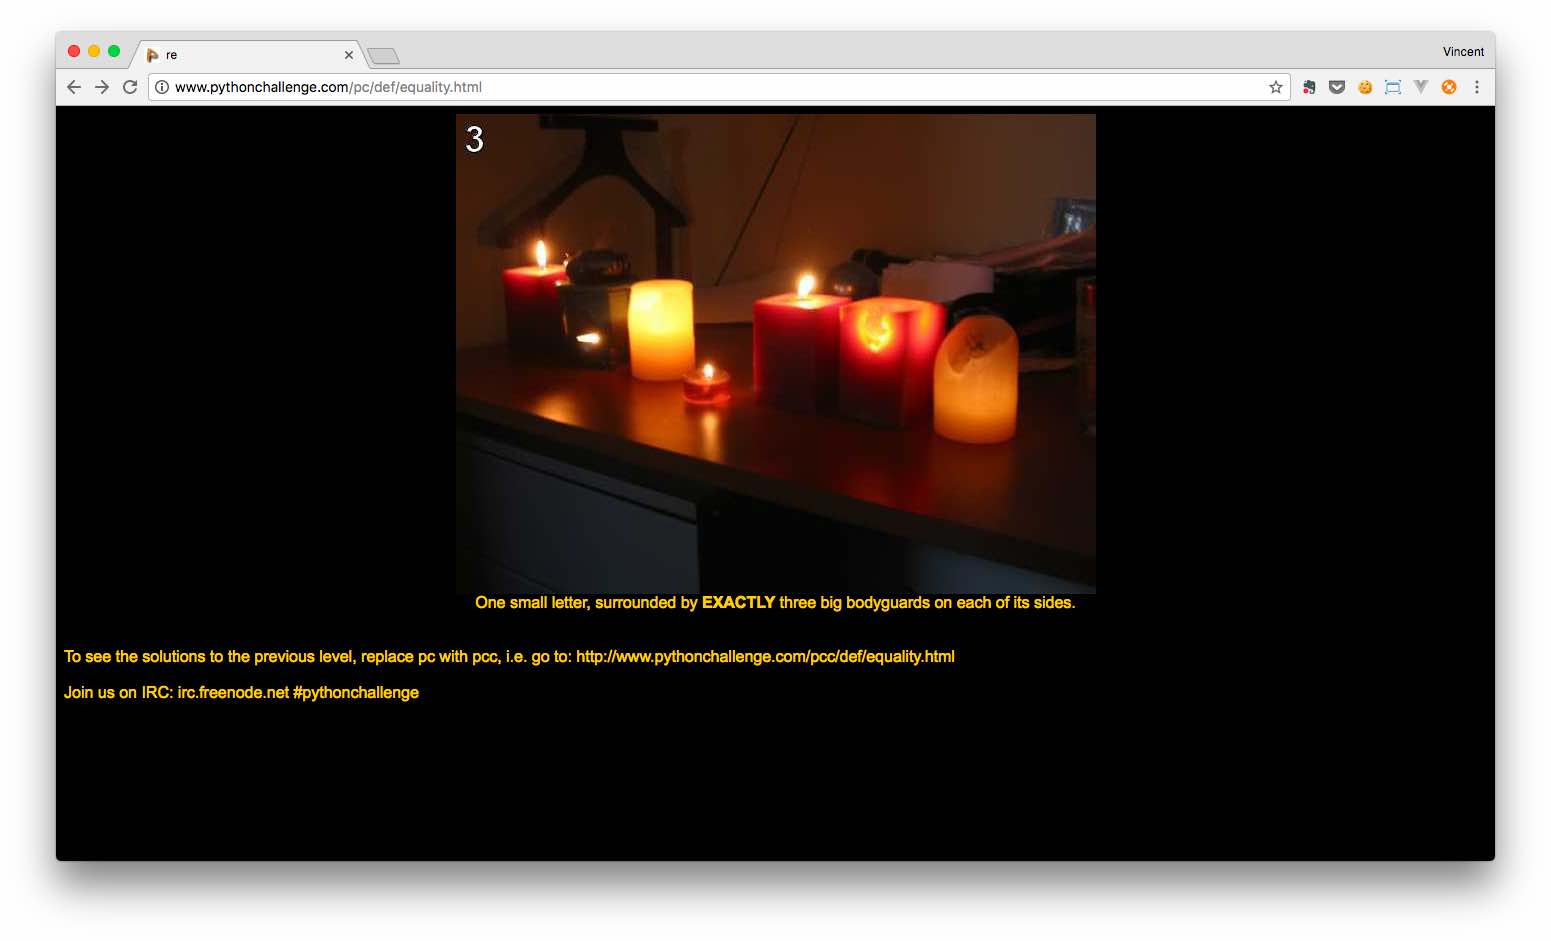 re
Vincent
www.pythonchallenge.com/pc/def/equality.html
3
One small letter, surrounded by EXACTLY three big bodyguards on each of its sides.
To see the solutions to the previous level, replace pc with pcc, i.e. go to: http://www.pythonchallenge.com/pcc/def/equality.html
Join us on IRC: irc.freenode.net #pythonchallenge